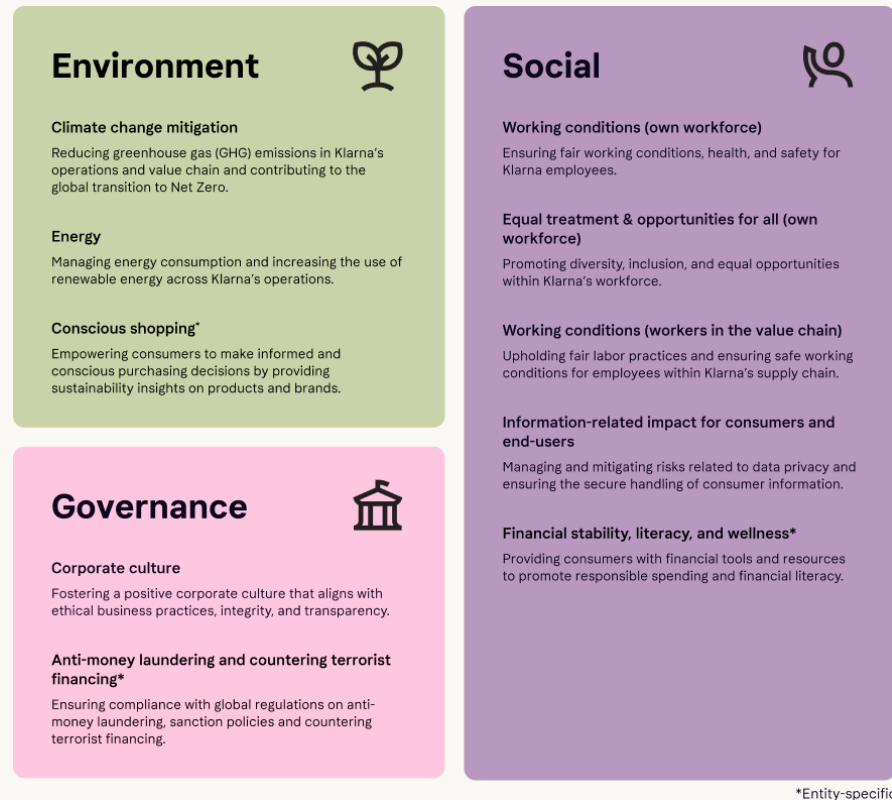 Environment
Climate change mitigation
Reducing greenhouse gas (GHG) emissions in Klarna's
operations and value chain and contributing to the
global transition to Net Zero.
Energy
Managing energy consumption and increasing the use of
renewable energy across Klarna's operations.
Conscious shopping*
Empowering consumers to make informed and
conscious purchasing decisions by providing
sustainability insights on products and brands.
Governance
Corporate culture
Fostering a positive corporate culture that aligns with
ethical business practices, integrity, and transparency.
Anti-money laundering and countering terrorist
financing*
Ensuring compliance with global regulations on anti-
money laundering, sanction policies and countering
terrorist financing.
Social
Working conditions (own workforce)
Ensuring fair working conditions, health, and safety for
Klarna employees.
Equal treatment & opportunities for all (own
workforce)
Promoting diversity, inclusion, and equal opportunities
within Klarna's workforce.
Working conditions (workers in the value chain)
Upholding fair labor practices and ensuring safe working
conditions for employees within Klarna's supply chain.
Information-related impact for consumers and
end-users
Managing and mitigating risks related to data privacy and
ensuring the secure handling of consumer information.
Financial stability, literacy, and wellness*
Providing consumers with financial tools and resources
to promote responsible spending and financial literacy.
*Entity-specific